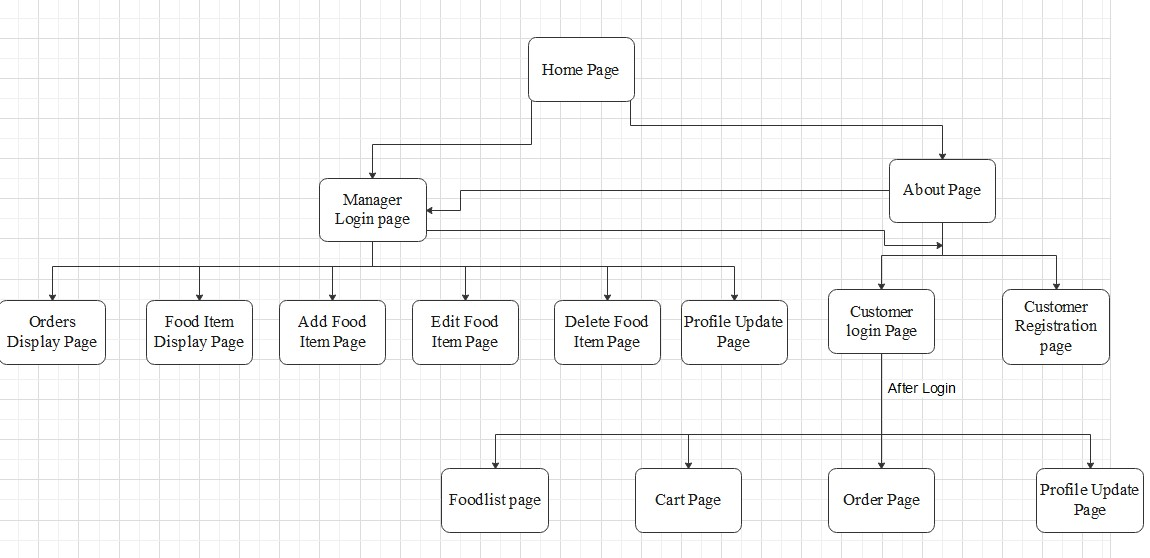 Home Page
Manager
Login page
About Page
Orders
Display Page
Food Item
Display Page
Add Food
Item Page
Edit Food
Item Page
Delete Food
Item Page
Profile Update
Page
Customer
login Page
Customer
Registration
page
After Login
Foodlist page
Cart Page
Order Page
Profile Update
Page